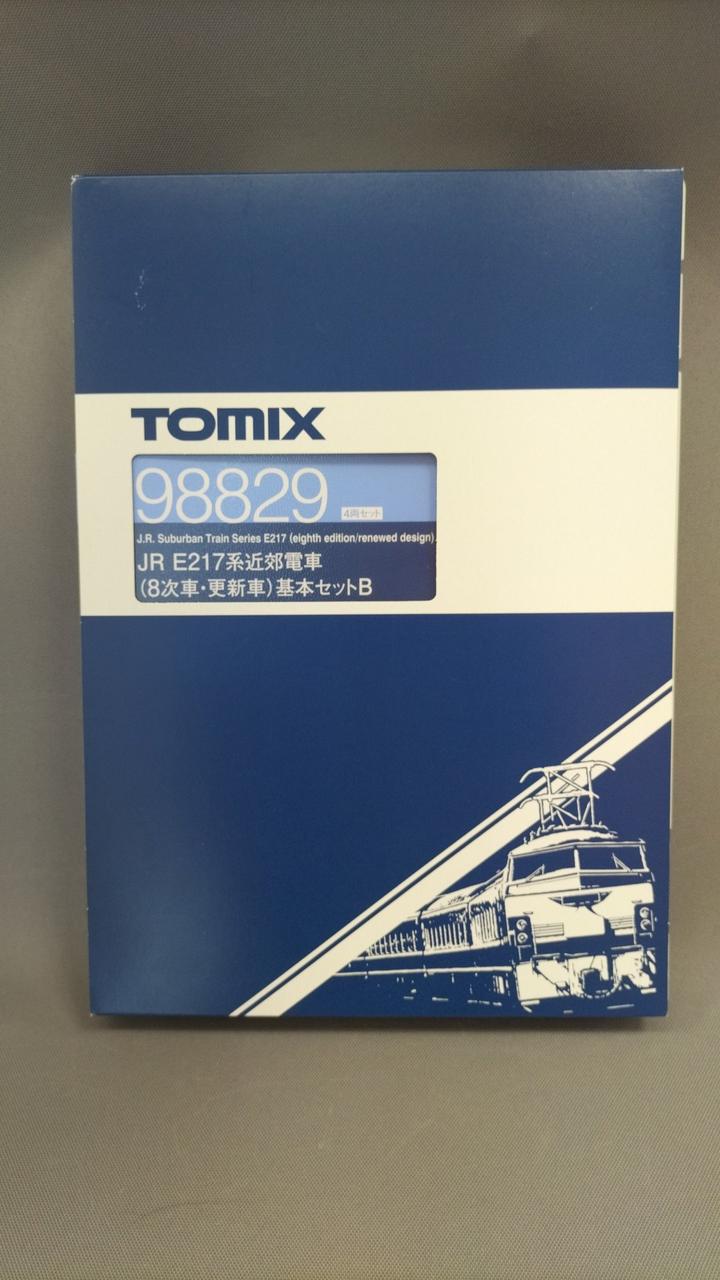 TOMIX
98829 4両セット
J.R. Suburban Train Series E217 (eighth edition/renewed design)
JR E217系近郊電車
(8次車・更新車)基本セットB